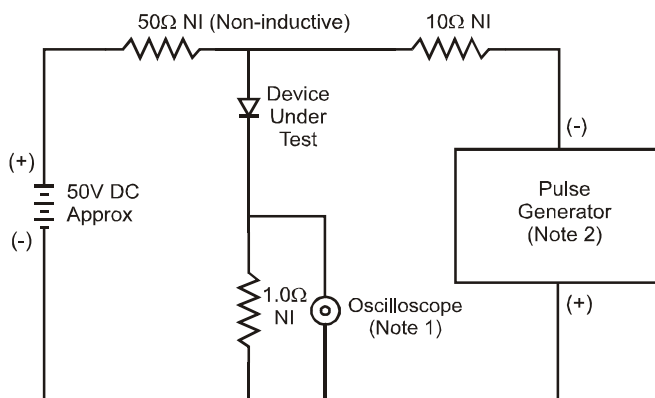 50Ω NI (Non-inductive)
10Ω NI
Device
Under
Test
(-)
(+)
50V DC
Approx
(-)
Pulse
Generator
(Note 2)
1.0Ω
NI
Oscilloscope
(Note 1)
(+)